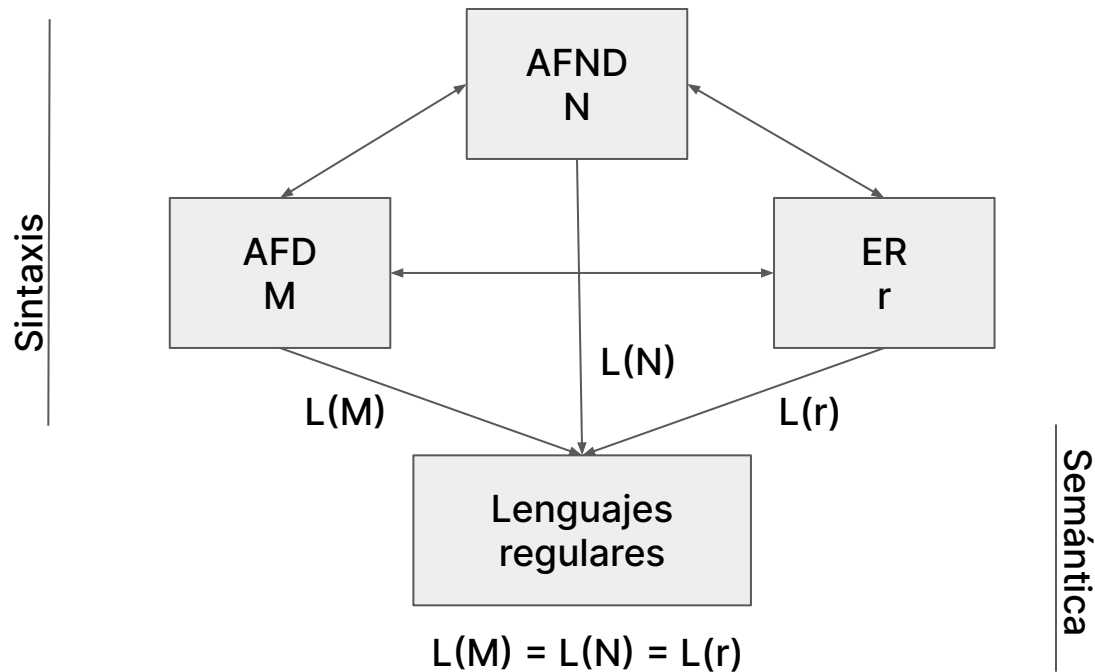 AFND
N
Sintaxis
AFD
M
ER
r
L(N)
L(M)
L(r)
Lenguajes
regulares
Semántica
L(M) = L(N) = L(r)